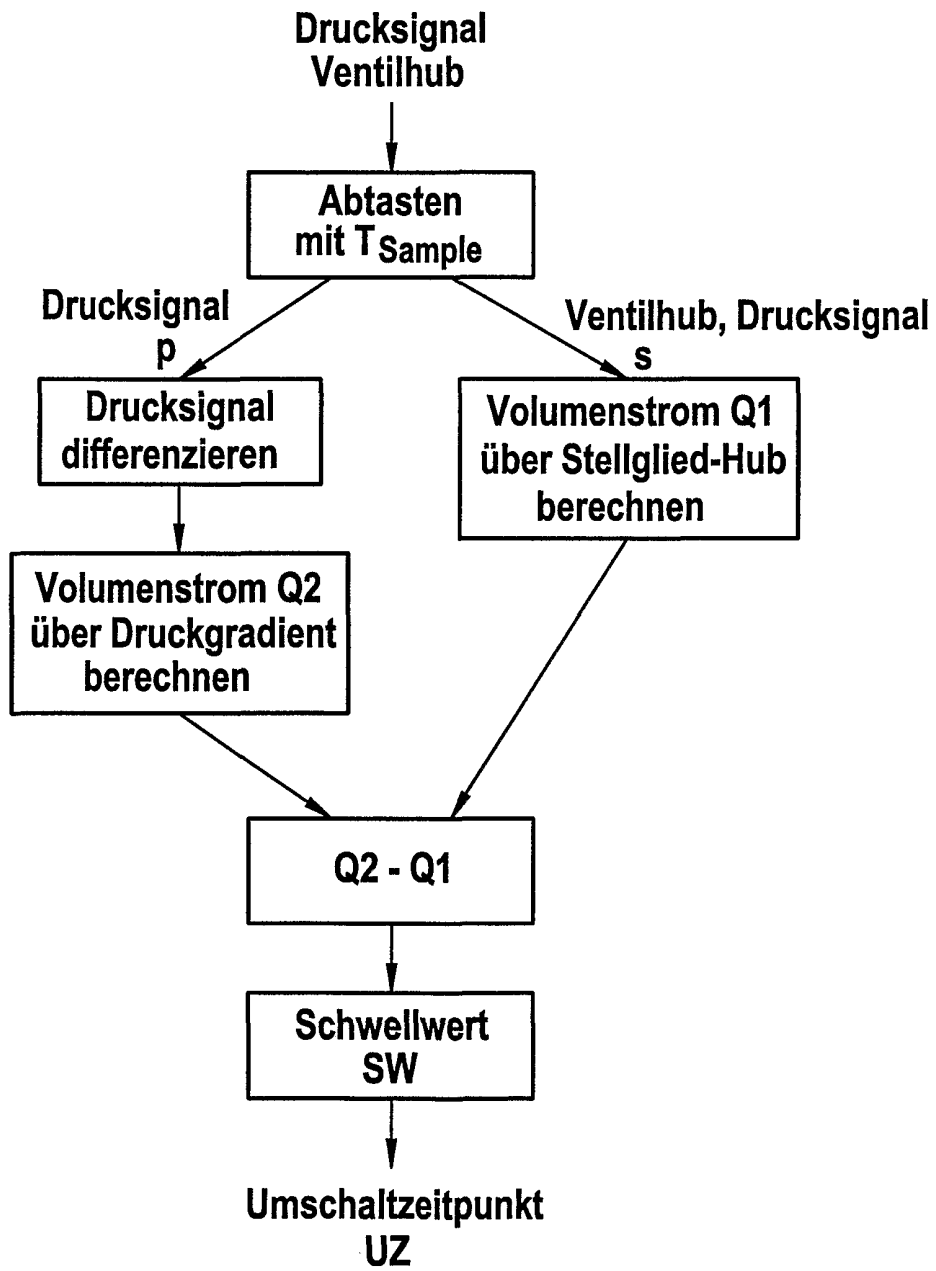 Drucksignal
Ventilhub
Abtasten
mit T Sample
Drucksignal
p
Ventilhub, Drucksignal
s
Drucksignal
differenzieren
Volumenstrom Q1
über Stellglied-Hub
berechnen
Volumenstrom Q2
über Druckgradient
berechnen
Q2 - Q1
Schwellwert
SW
Umschaltzeitpunkt
UZ